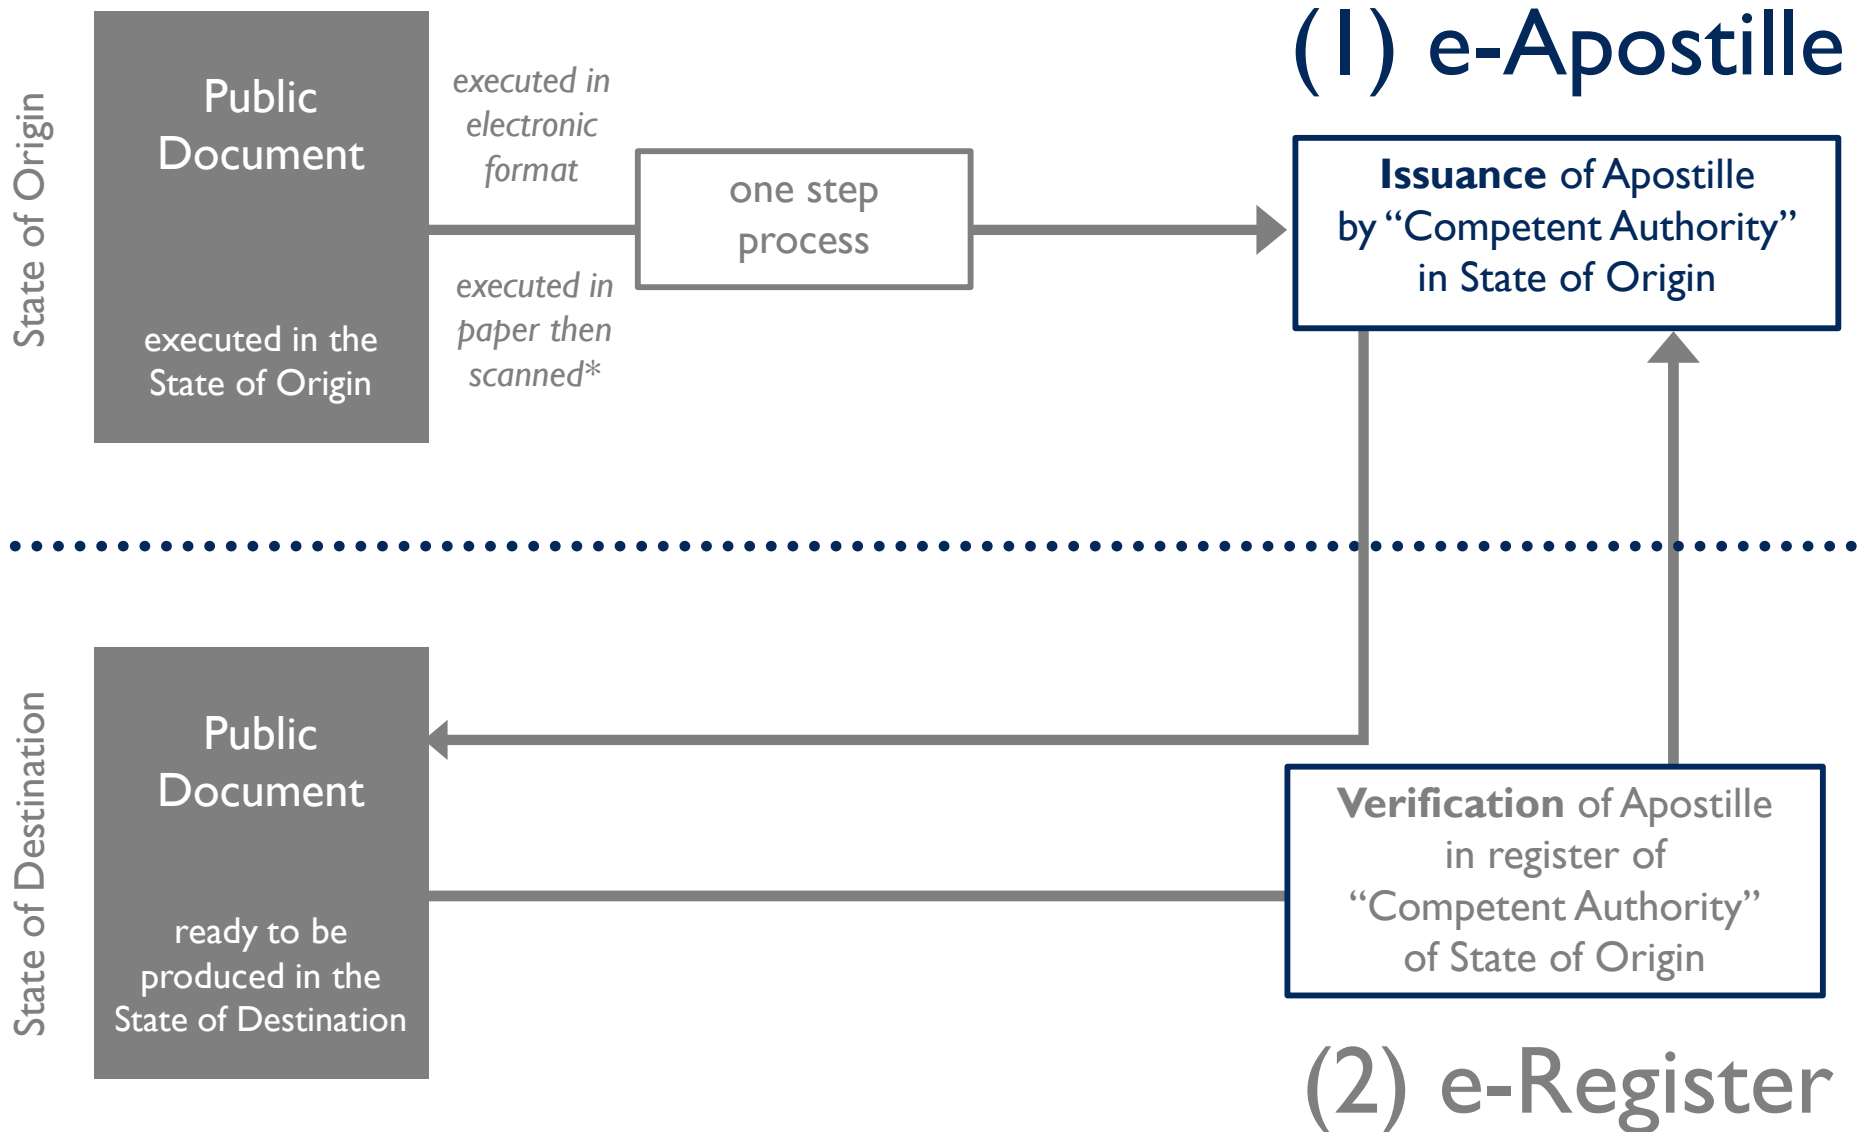 (1) e-Apostille
State of Origin
Public
Document
executed in the
State of Origin
executed in
electronic
format
executed in
paper then
scanned*
one step
process
Issuance of Apostille
by “Competent Authority”
in State of Origin
State of Destination
Public
Document
ready to be
produced in the
State of Destination
Verification of Apostille
in register of
“Competent Authority”
of State of Origin
(2) e-Register